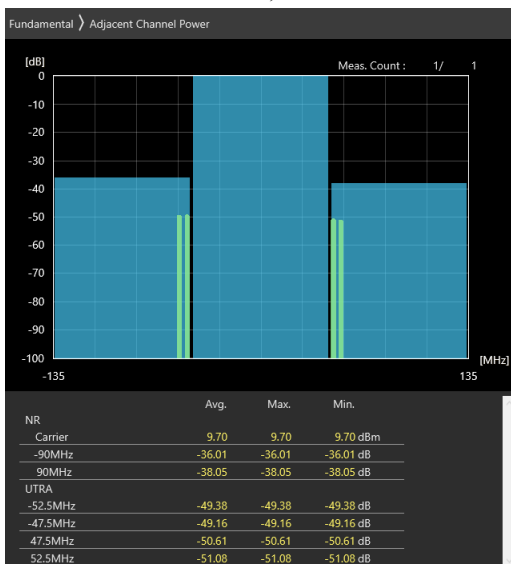 Fundamental 〉 Adjacent Channel Power
[dB] Meas. Count : 1/ 1
0
-10
-20
-30
-40
-50
-60
-70
-80
-90
-100
[MHz]
-135 135
Avg. Max. Min.
NR
Carrier 9.70 9.70 9.70 dBm
-90MHz -36.01 -36.01 -36.01 dB
90MHz -38.05 -38.05 -38.05 dB
UTRA
-52.5MHz -49.38 -49.38 -49.38 dB
-47.5MHz -49.16 -49.16 -49.16 dB
47.5MHz -50.61 -50.61 -50.61 dB
52.5MHz -51.08 -51.08 -51.08 dB